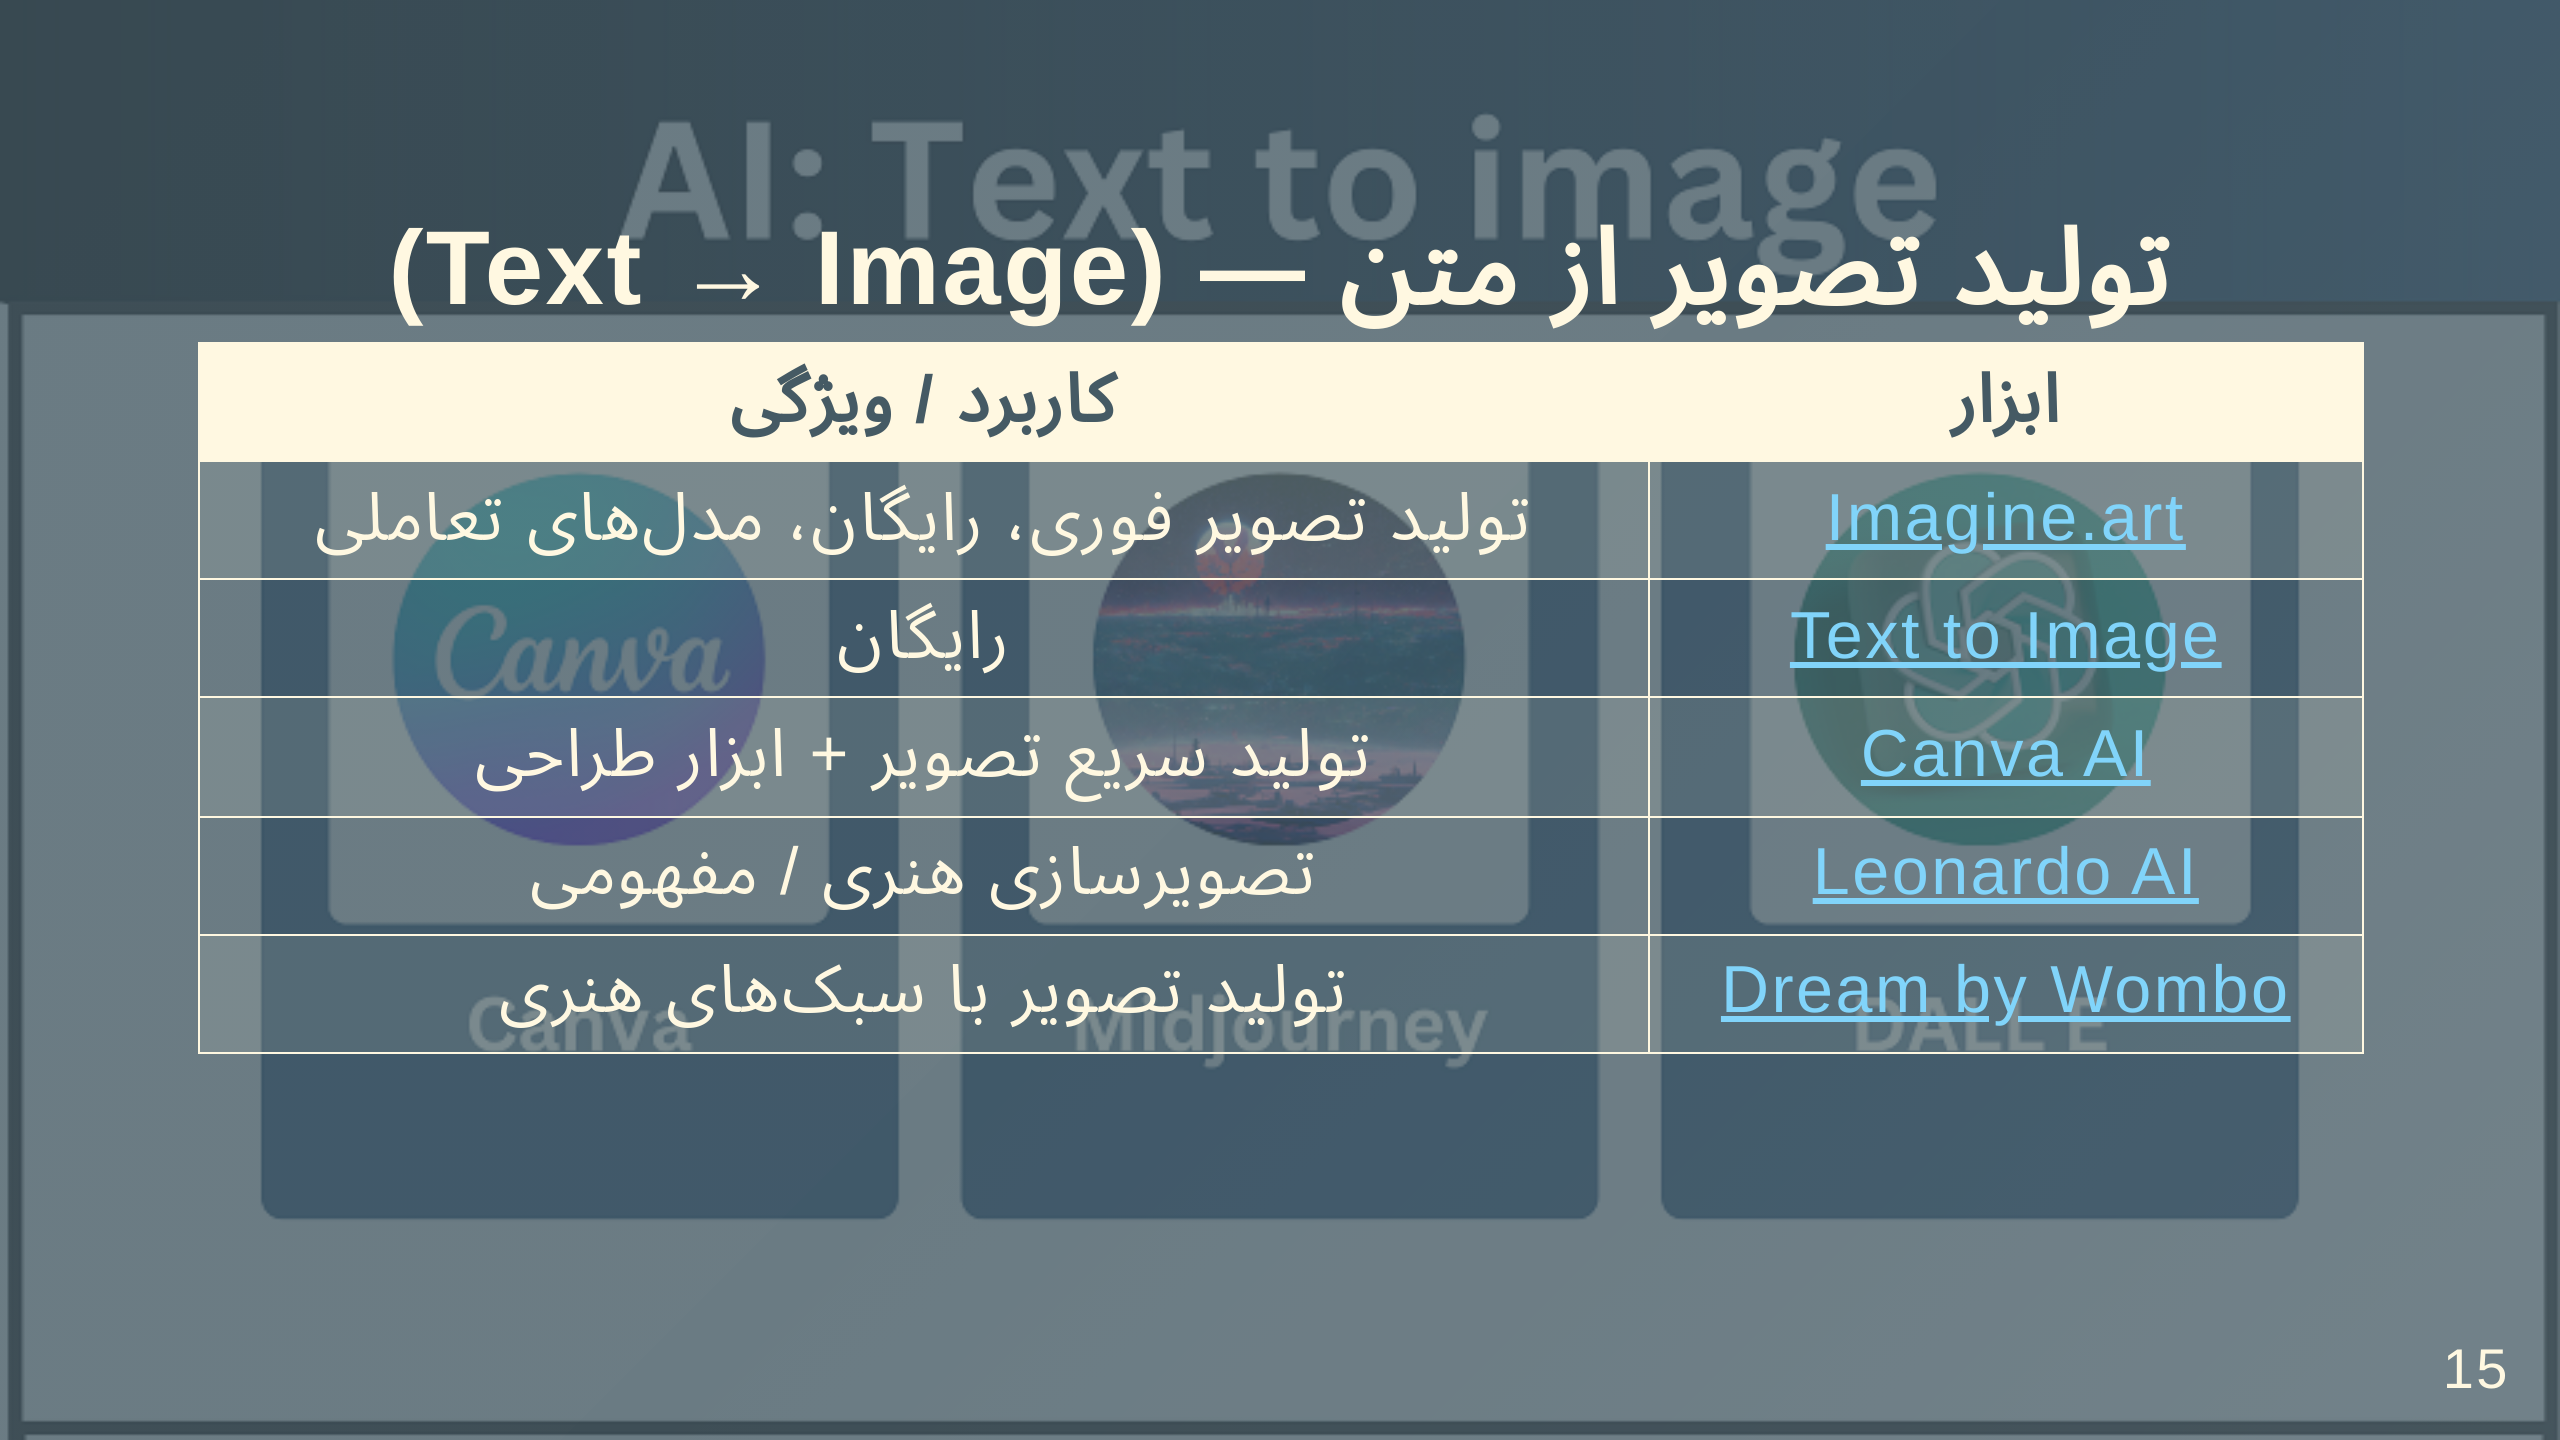 AI: Text to image
تولید تصویر از متن — (Text → Image)
ابزار کاربرد / ویژگی
Imagine.art تولید تصویر فوری، رایگان، مدل‌های تعاملی
Text to Image رایگان
Canva AI تولید سریع تصویر + ابزار طراحی
Leonardo AI تصویرسازی هنری / مفهومی
Dream by Wombo تولید تصویر با سبک‌های هنری
Canva
Canva Midjourney DALL E
15